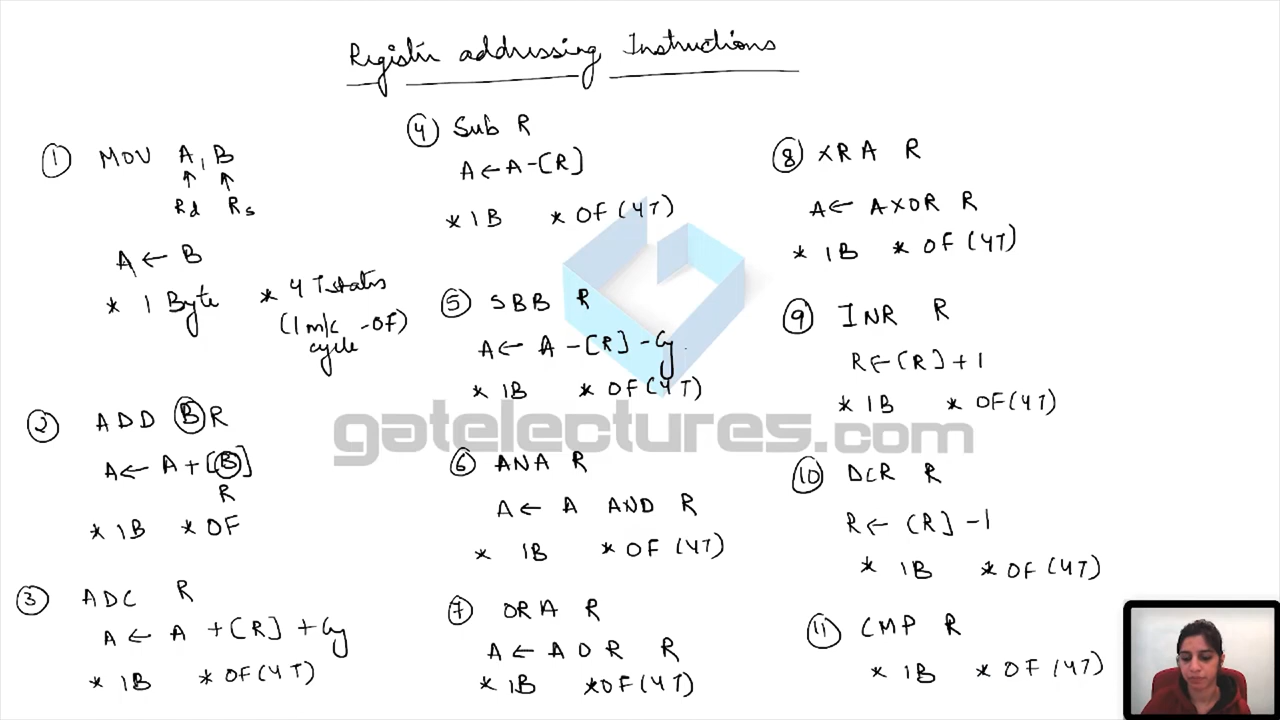 Register addressing Instructions
① MOV A, B
↑ ↑
Rd Rs
A ← B
* 1 Byte * 4 T states
(1 m/c - OF)
cycle
② ADD B R
A ← A + [B]
R
* 1B * OF
③ ADC R
A ← A + [R] + Cy
* 1B * OF (4T)
④ Sub R
A ← A - [R]
* 1B * OF (4T)
⑤ SBB R
A ← A - [R] - Cy
* 1B * OF (4T)
⑥ ANA R
A ← A AND R
* 1B * OF (4T)
⑦ ORA R
A ← A OR R
* 1B * OF (4T)
⑧ XRA R
A ← A XOR R
* 1B * OF (4T)
⑨ INR R
R ← [R] + 1
* 1B * OF (4T)
⑩ DCR R
R ← [R] - 1
* 1B * OF (4T)
⑪ CMP R
* 1B * OF (4T)
gatelectures.com